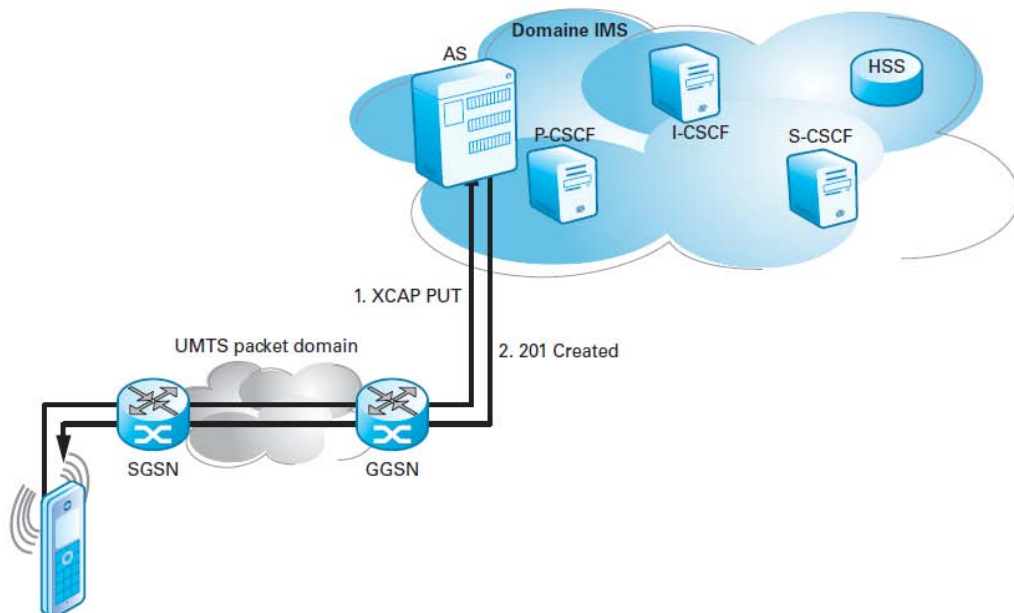 Domaine IMS
AS
HSS
P-CSCF
I-CSCF
S-CSCF
1. XCAP PUT
UMTS packet domain
2. 201 Created
SGSN
GGSN